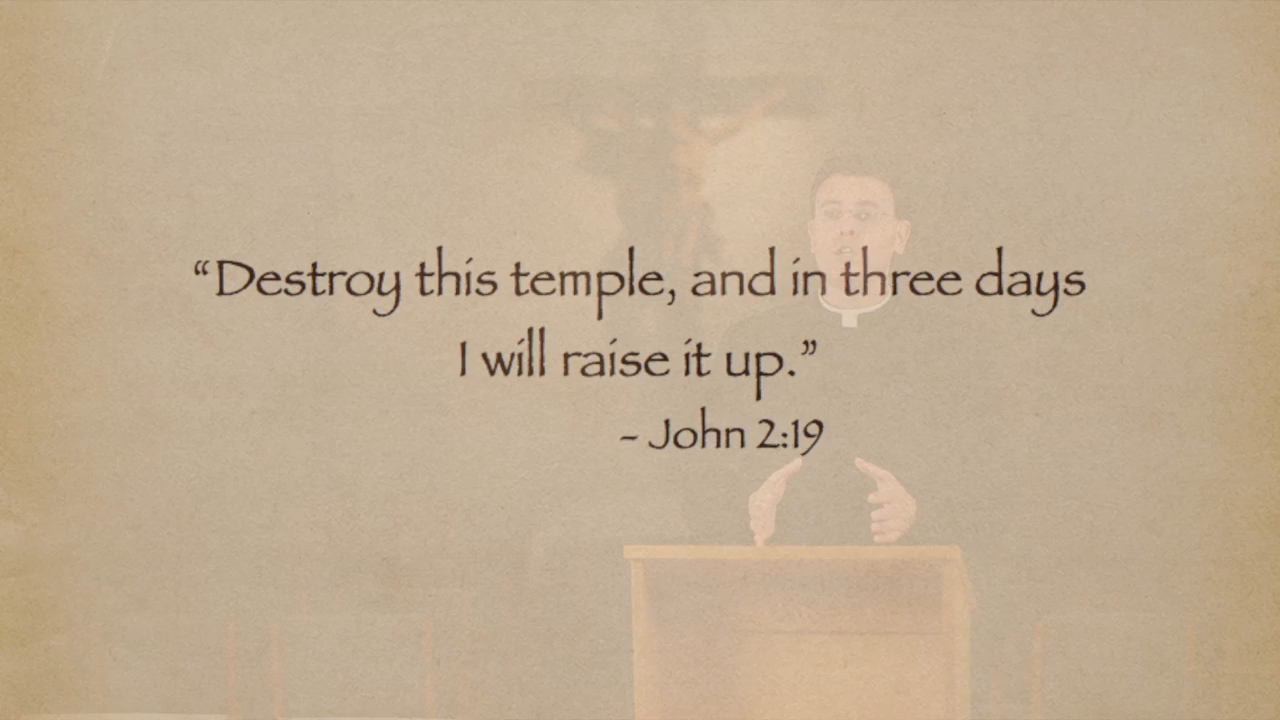 “Destroy this temple, and in three days
I will raise it up.”
- John 2:19